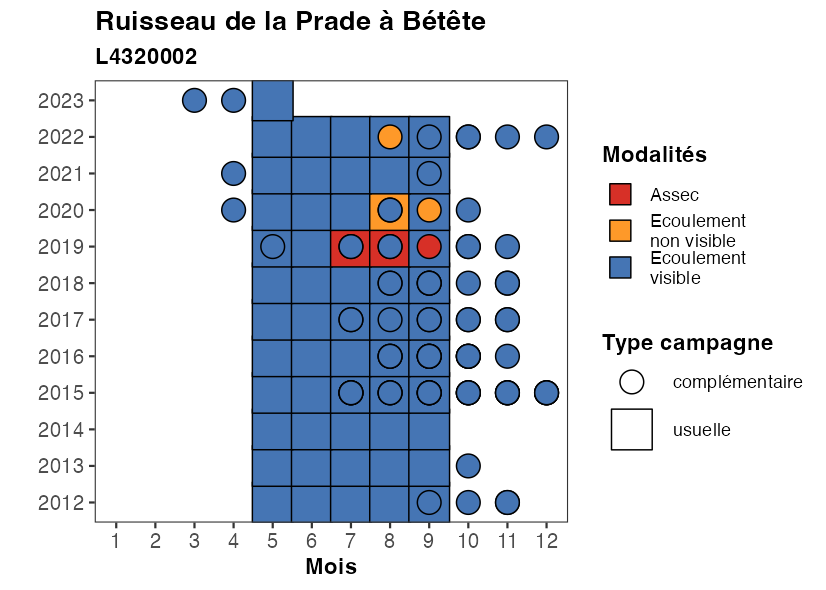 Ruisseau de la Prade à Bétête
L4320002
2023
2022
2021
2020
2019
2018
2017
2016
2015
2014
2013
2012
1 2 3 4 5 6 7 8 9 10 11 12
Mois
Modalités
Assec
Ecoulement
non visible
Ecoulement
visible
Type campagne
complémentaire
usuelle